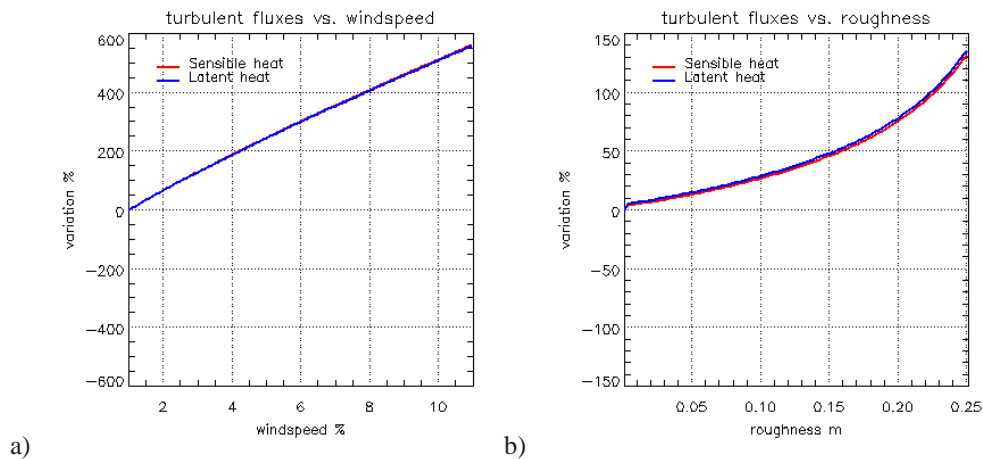 turbulent fluxes vs. windspeed
600
400
200
0
−200
−400
−600
variation %
Sensible heat
Latent heat
2 4 6 8 10
windspeed %
a)
turbulent fluxes vs. roughness
150
100
50
0
−50
−100
−150
variation %
Sensible heat
Latent heat
0.05 0.10 0.15 0.20 0.25
roughness m
b)